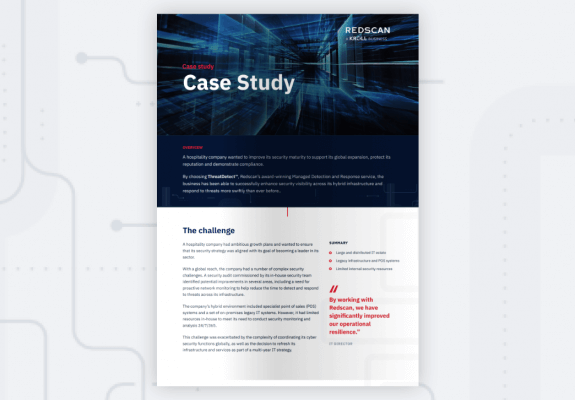 REDSCAN
A KROLL BUSINESS
Case study
Case Study
OVERVIEW
A hospitality company wanted to improve its security maturity to support its global expansion, protect its
reputation and demonstrate compliance.
By choosing ThreatDetect™, Redscan's award-winning Managed Detection and Response service, the
business has been able to successfully enhance security visibility across its hybrid infrastructure and
respond to threats more swiftly than ever before.
The challenge
A hospitality company had ambitious growth plans and wanted to ensure
that its security strategy was aligned with its goal of becoming a leader in its
sector.
With a global reach, the company had a number of complex security
challenges. A security audit commissioned by its in-house security team
identified potential improvements in several areas, including a need for
proactive network monitoring to help reduce the time to detect and respond
to threats across its infrastructure.
The company's hybrid environment included specialist point of sales (POS)
systems and a set of on-premises legacy IT systems. However, it had limited
resources in-house to meet its need to conduct security monitoring and
analysis 24/7/365.
This challenge was exacerbated by the complexity of coordinating its cyber
security functions globally, as well as the decision to refresh its
infrastructure and services as part of a multi-year IT strategy.
SUMMARY
Large and distributed IT estate
Legacy infrastructure and POS systems
Limited internal security resources
"
By working with
Redscan, we have
significantly improved
our operational
resilience."
IT DIRECTOR